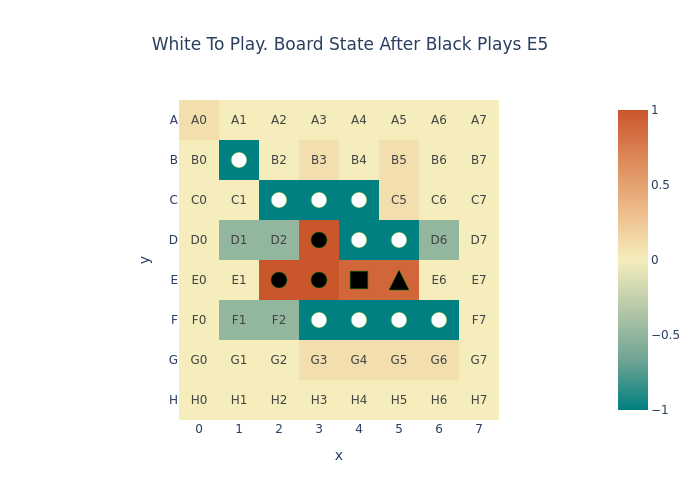 White To Play. Board State After Black Plays E5
A A0 A1 A2 A3 A4 A5 A6 A7
B B0 B2 B3 B4 B5 B6 B7
C C0 C1 C5 C6 C7
D D0 D1 D2 D6 D7
E E0 E1 E6 E7
F F0 F1 F2 F7
G G0 G1 G2 G3 G4 G5 G6 G7
H H0 H1 H2 H3 H4 H5 H6 H7
0 1 2 3 4 5 6 7
x
y
1
0.5
0
−0.5
−1